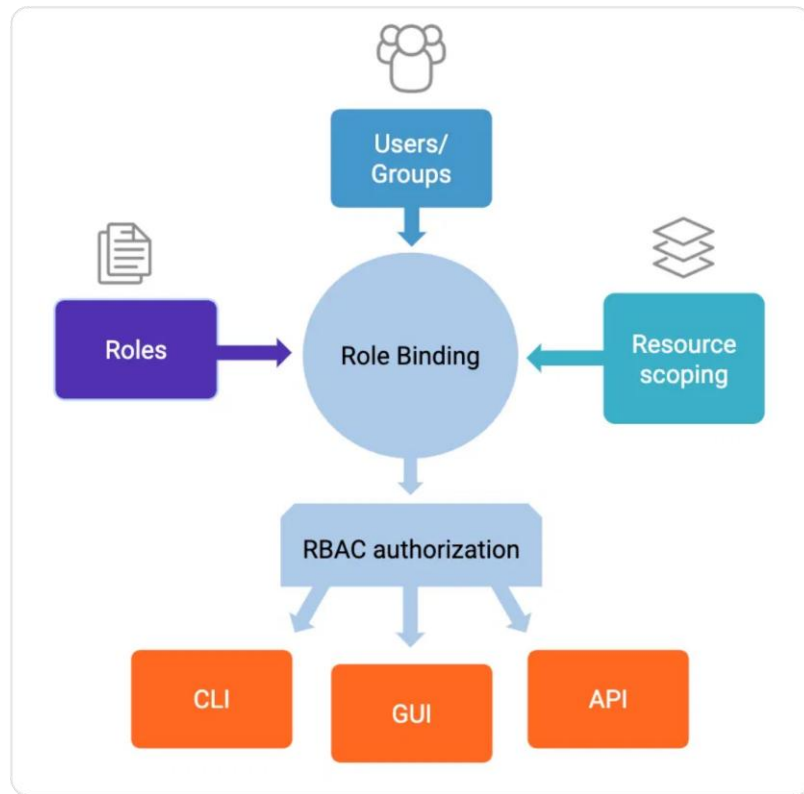 Users/
Groups
Roles
Role Binding
Resource
scoping
RBAC authorization
CLI
GUI
API